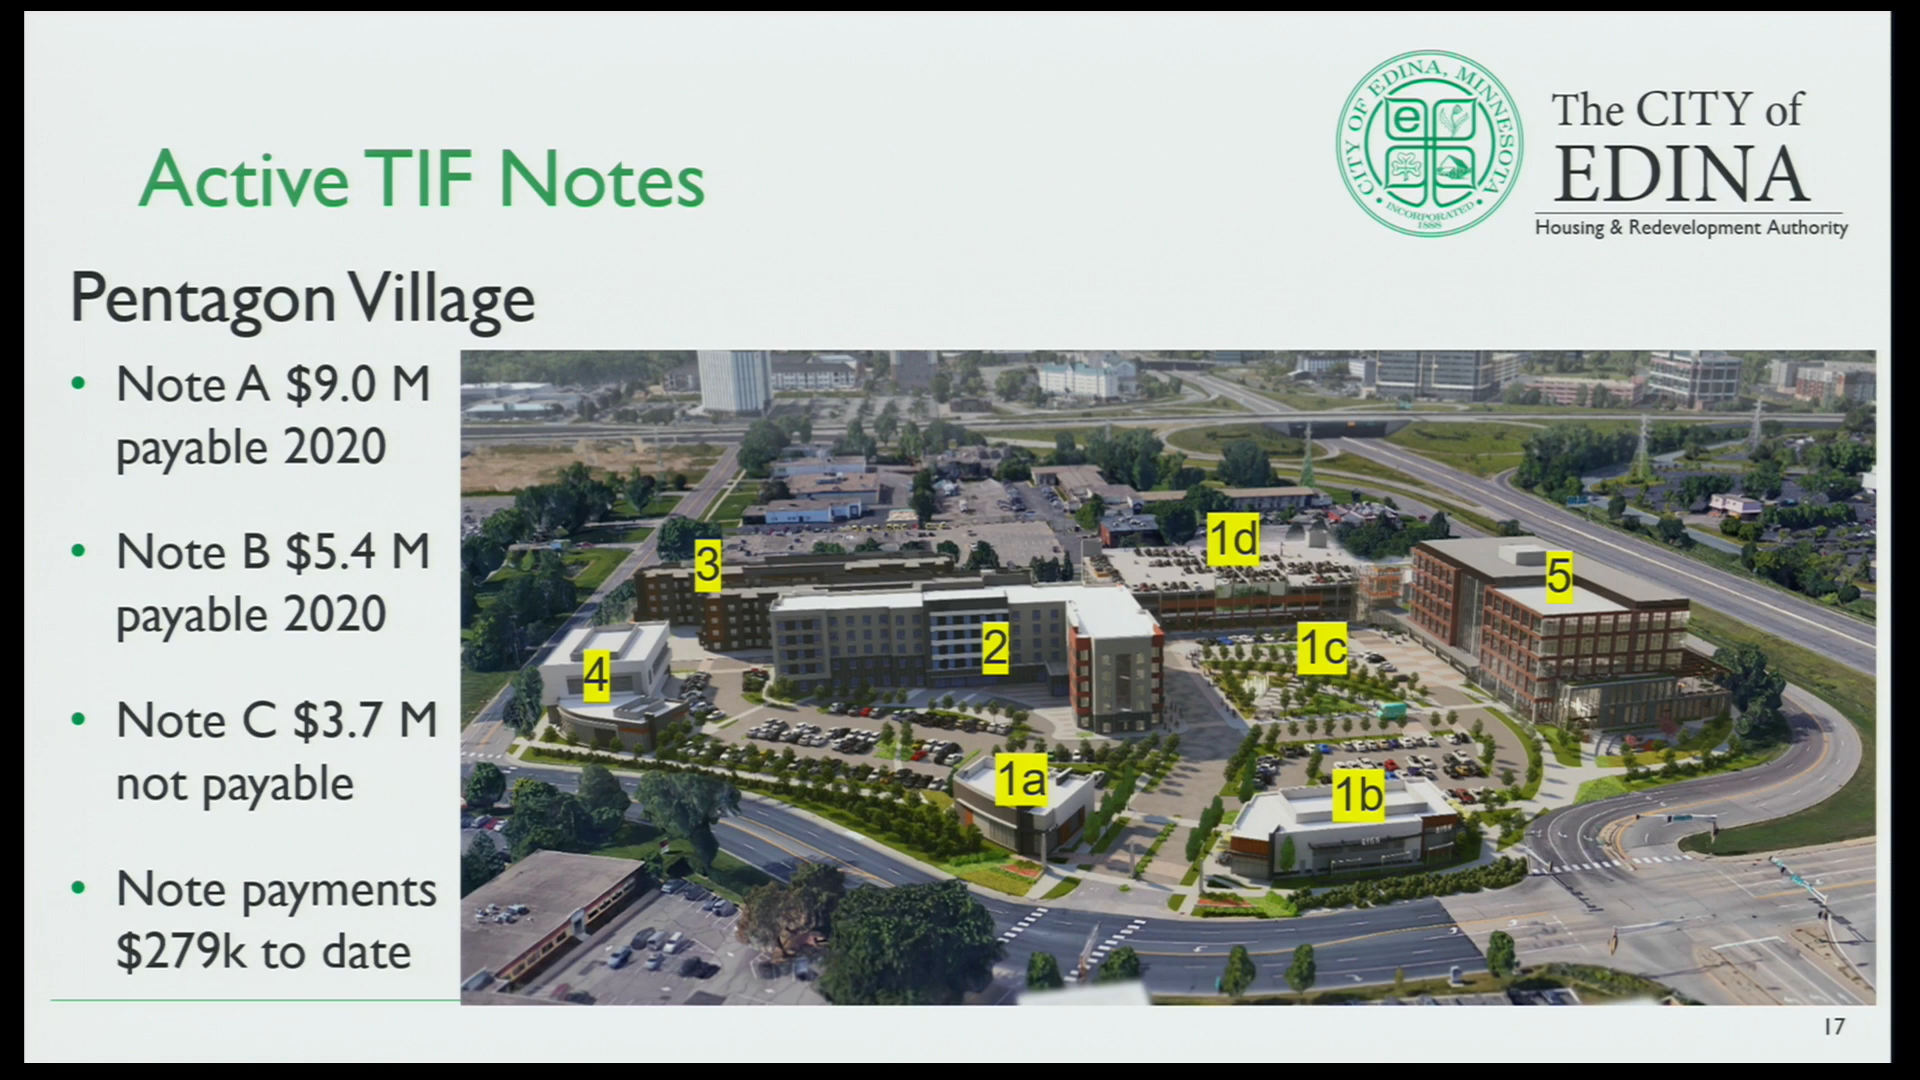 Active TIF Notes
CITY OF EDINA, MINNESOTA
e
• INCORPORATED •
1888
The CITY of
EDINA
Housing & Redevelopment Authority
Pentagon Village
• Note A $9.0 M
payable 2020
• Note B $5.4 M
payable 2020
• Note C $3.7 M
not payable
• Note payments
$279k to date
1d
3
5
2
1c
4
1a
1b
17